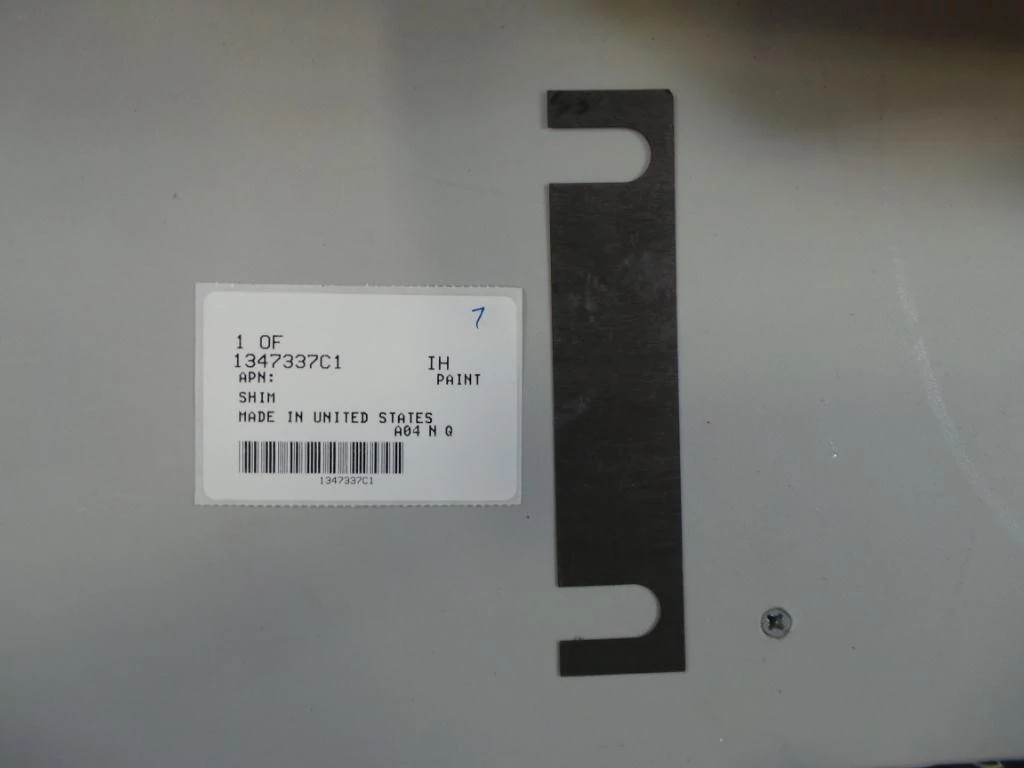 7
1 OF
1347337C1 IH
APN: PAINT
SHIM
MADE IN UNITED STATES
A04 N Q
1347337C1